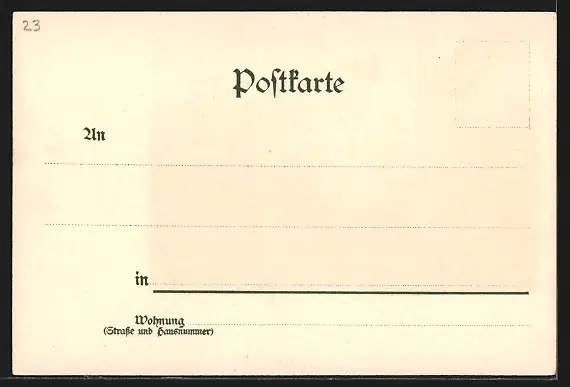 23
Poſtkarte
An
in
Wohnung
(Straße und Hausnummer)